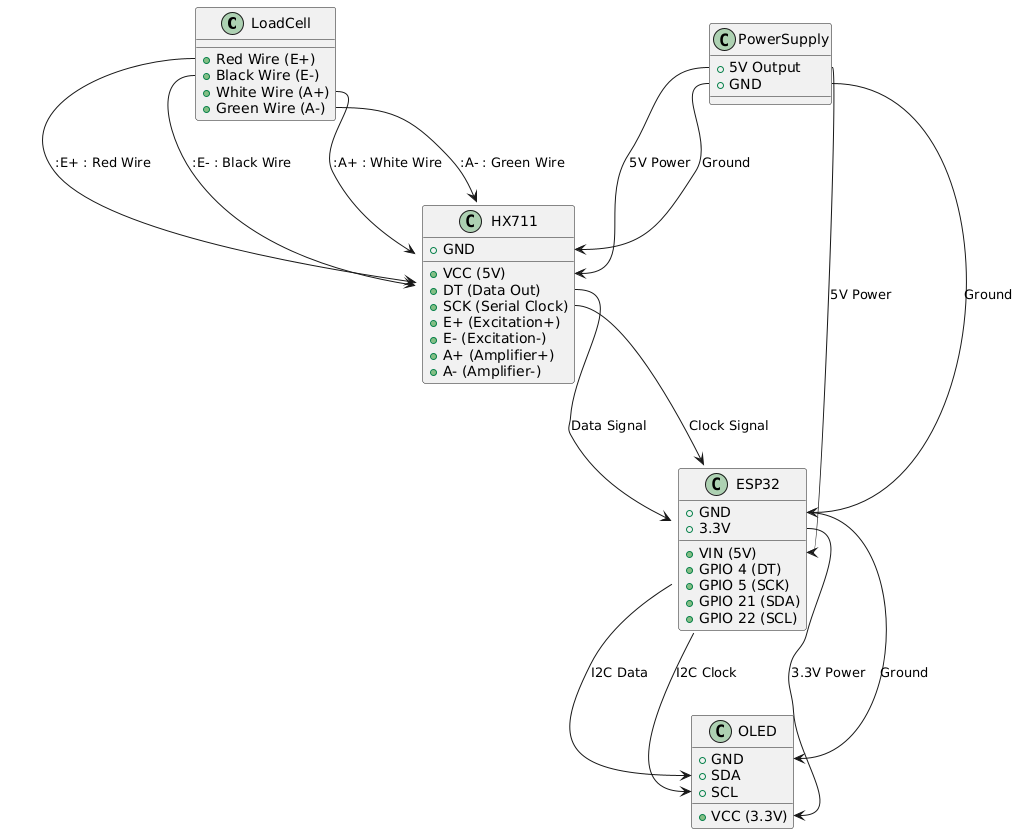 C LoadCell
Red Wire (E+)
Black Wire (E-)
White Wire (A+)
Green Wire (A-)
C PowerSupply
5V Output
GND
:E+ : Red Wire
:E- : Black Wire
:A+ : White Wire
:A- : Green Wire
5V Power
Ground
C HX711
GND
VCC (5V)
DT (Data Out)
SCK (Serial Clock)
E+ (Excitation+)
E- (Excitation-)
A+ (Amplifier+)
A- (Amplifier-)
5V Power
Ground
Data Signal
Clock Signal
C ESP32
GND
3.3V
VIN (5V)
GPIO 4 (DT)
GPIO 5 (SCK)
GPIO 21 (SDA)
GPIO 22 (SCL)
I2C Data
I2C Clock
3.3V Power
Ground
C OLED
GND
SDA
SCL
VCC (3.3V)